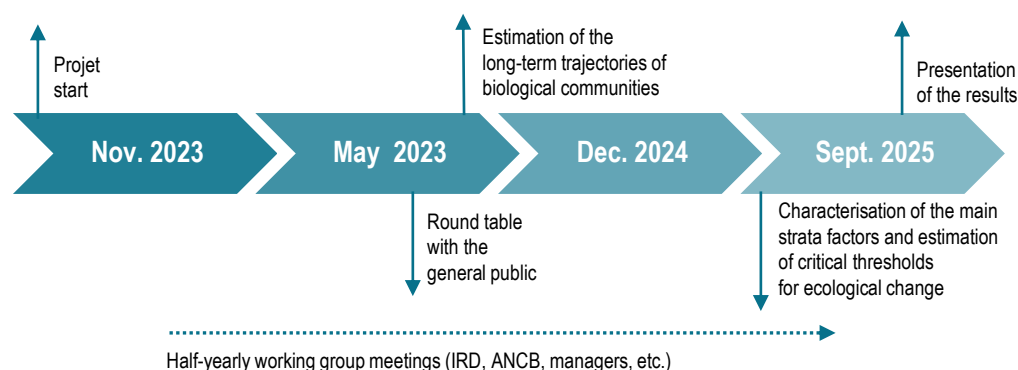 Projet
start
Estimation of the
long-term trajectories of
biological communities
Presentation
of the results
Nov. 2023
May 2023
Dec. 2024
Sept. 2025
Round table
with the
general public
Characterisation of the main
strata factors and estimation
of critical thresholds
for ecological change
Half-yearly working group meetings (IRD, ANCB, managers, etc.)